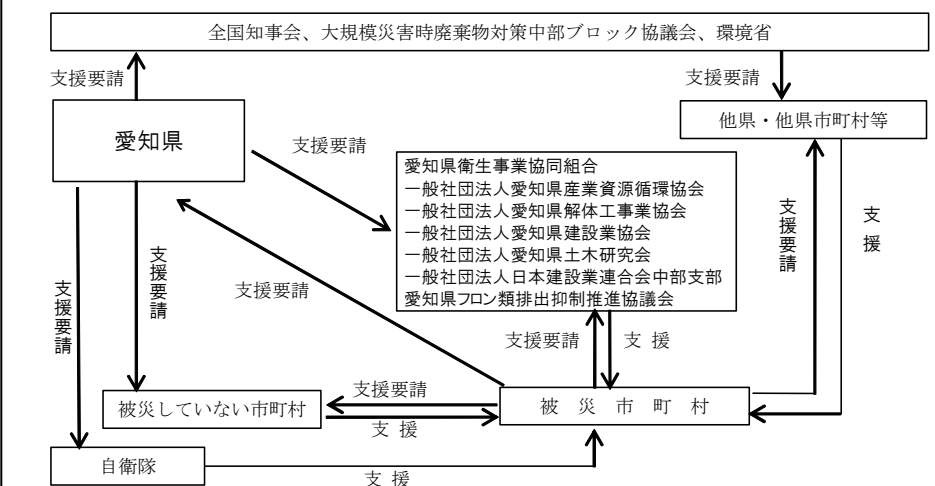 全国知事会、大規模災害時廃棄物対策中部ブロック協議会、環境省
支援要請
支援要請
愛知県
他県・他県市町村等
支援要請
愛知県衛生事業協同組合
一般社団法人愛知県産業資源循環協会
一般社団法人愛知県解体工事業協会
一般社団法人愛知県建設業協会
一般社団法人愛知県土木研究会
一般社団法人日本建設業連合会中部支部
愛知県フロン類排出抑制推進協議会
支援要請
支援
支援要請
支援要請
支援要請
支援要請
支 援
支援要請
被災していない市町村
支 援
被 災 市 町 村
自衛隊
支 援